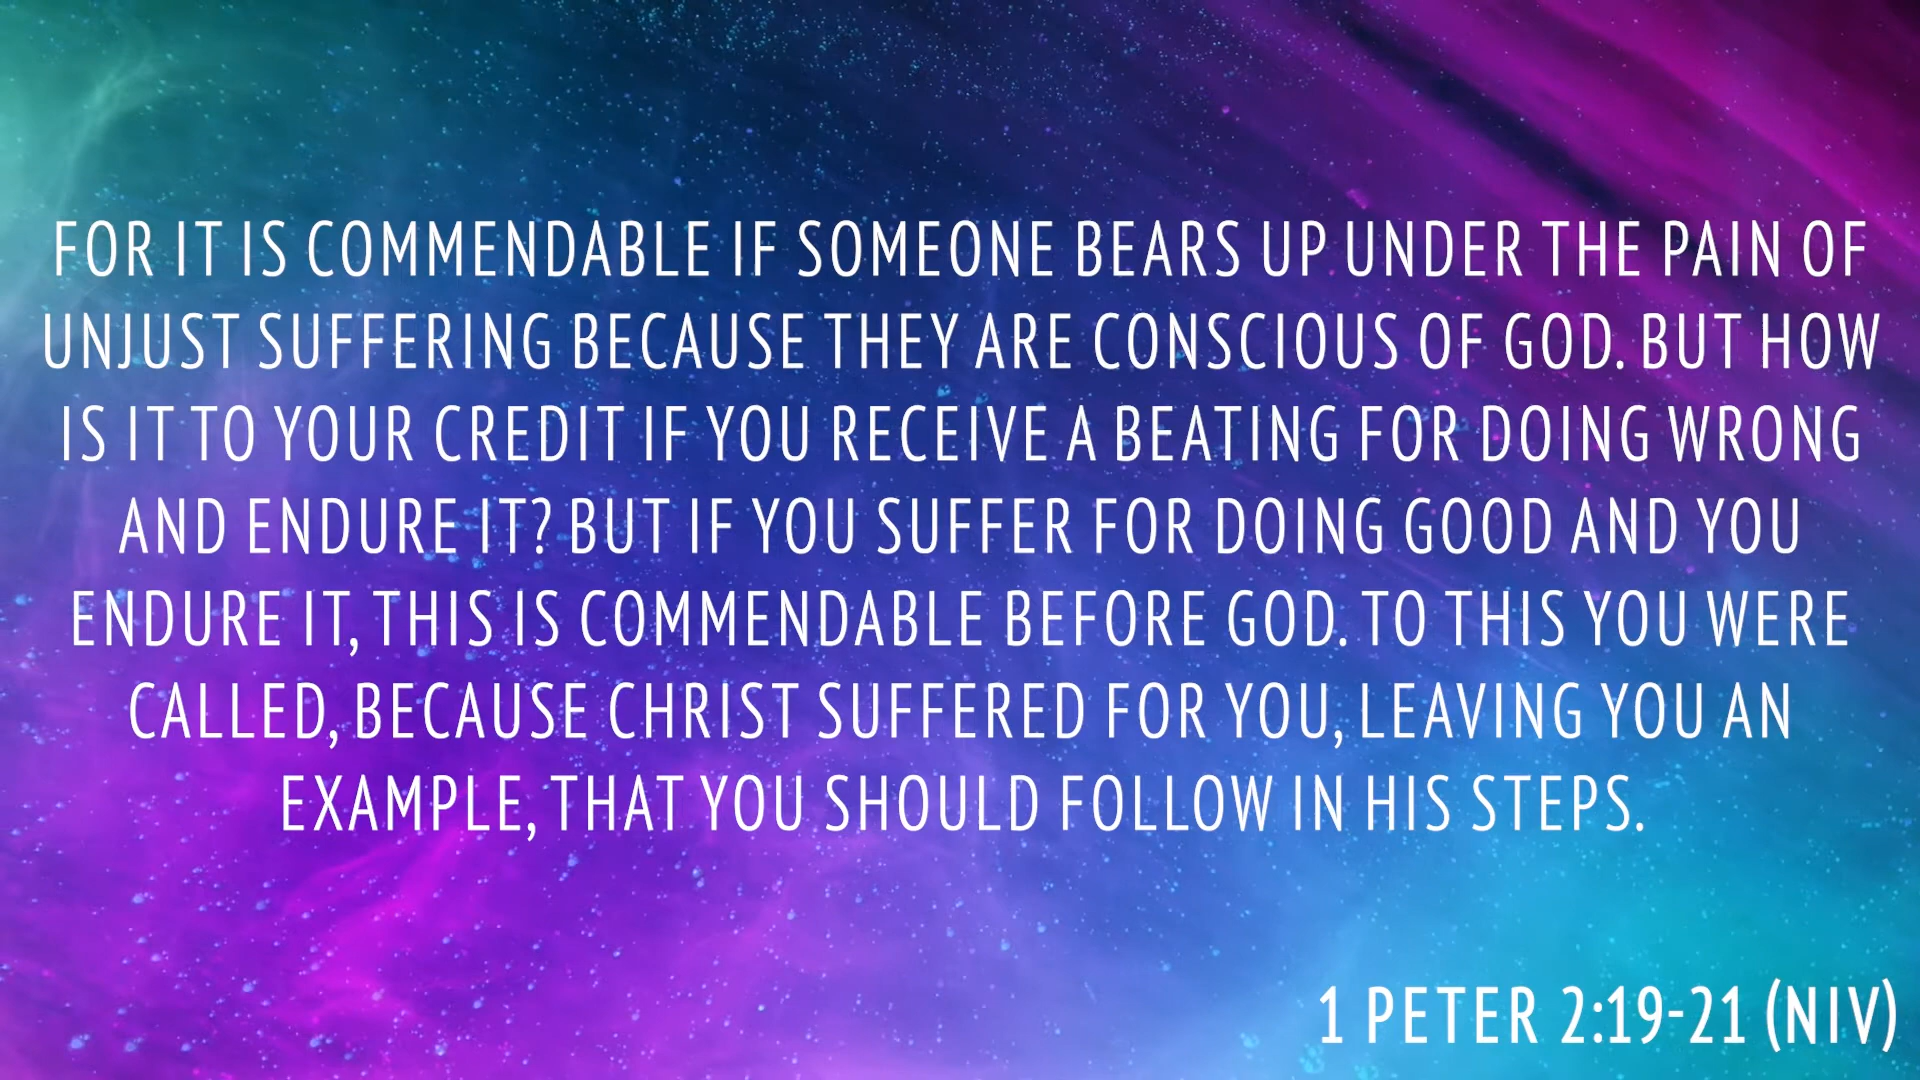 FOR IT IS COMMENDABLE IF SOMEONE BEARS UP UNDER THE PAIN OF
UNJUST SUFFERING BECAUSE THEY ARE CONSCIOUS OF GOD. BUT HOW
IS IT TO YOUR CREDIT IF YOU RECEIVE A BEATING FOR DOING WRONG
AND ENDURE IT? BUT IF YOU SUFFER FOR DOING GOOD AND YOU
ENDURE IT, THIS IS COMMENDABLE BEFORE GOD. TO THIS YOU WERE
CALLED, BECAUSE CHRIST SUFFERED FOR YOU, LEAVING YOU AN
EXAMPLE, THAT YOU SHOULD FOLLOW IN HIS STEPS.
1 PETER 2:19-21 (NIV)